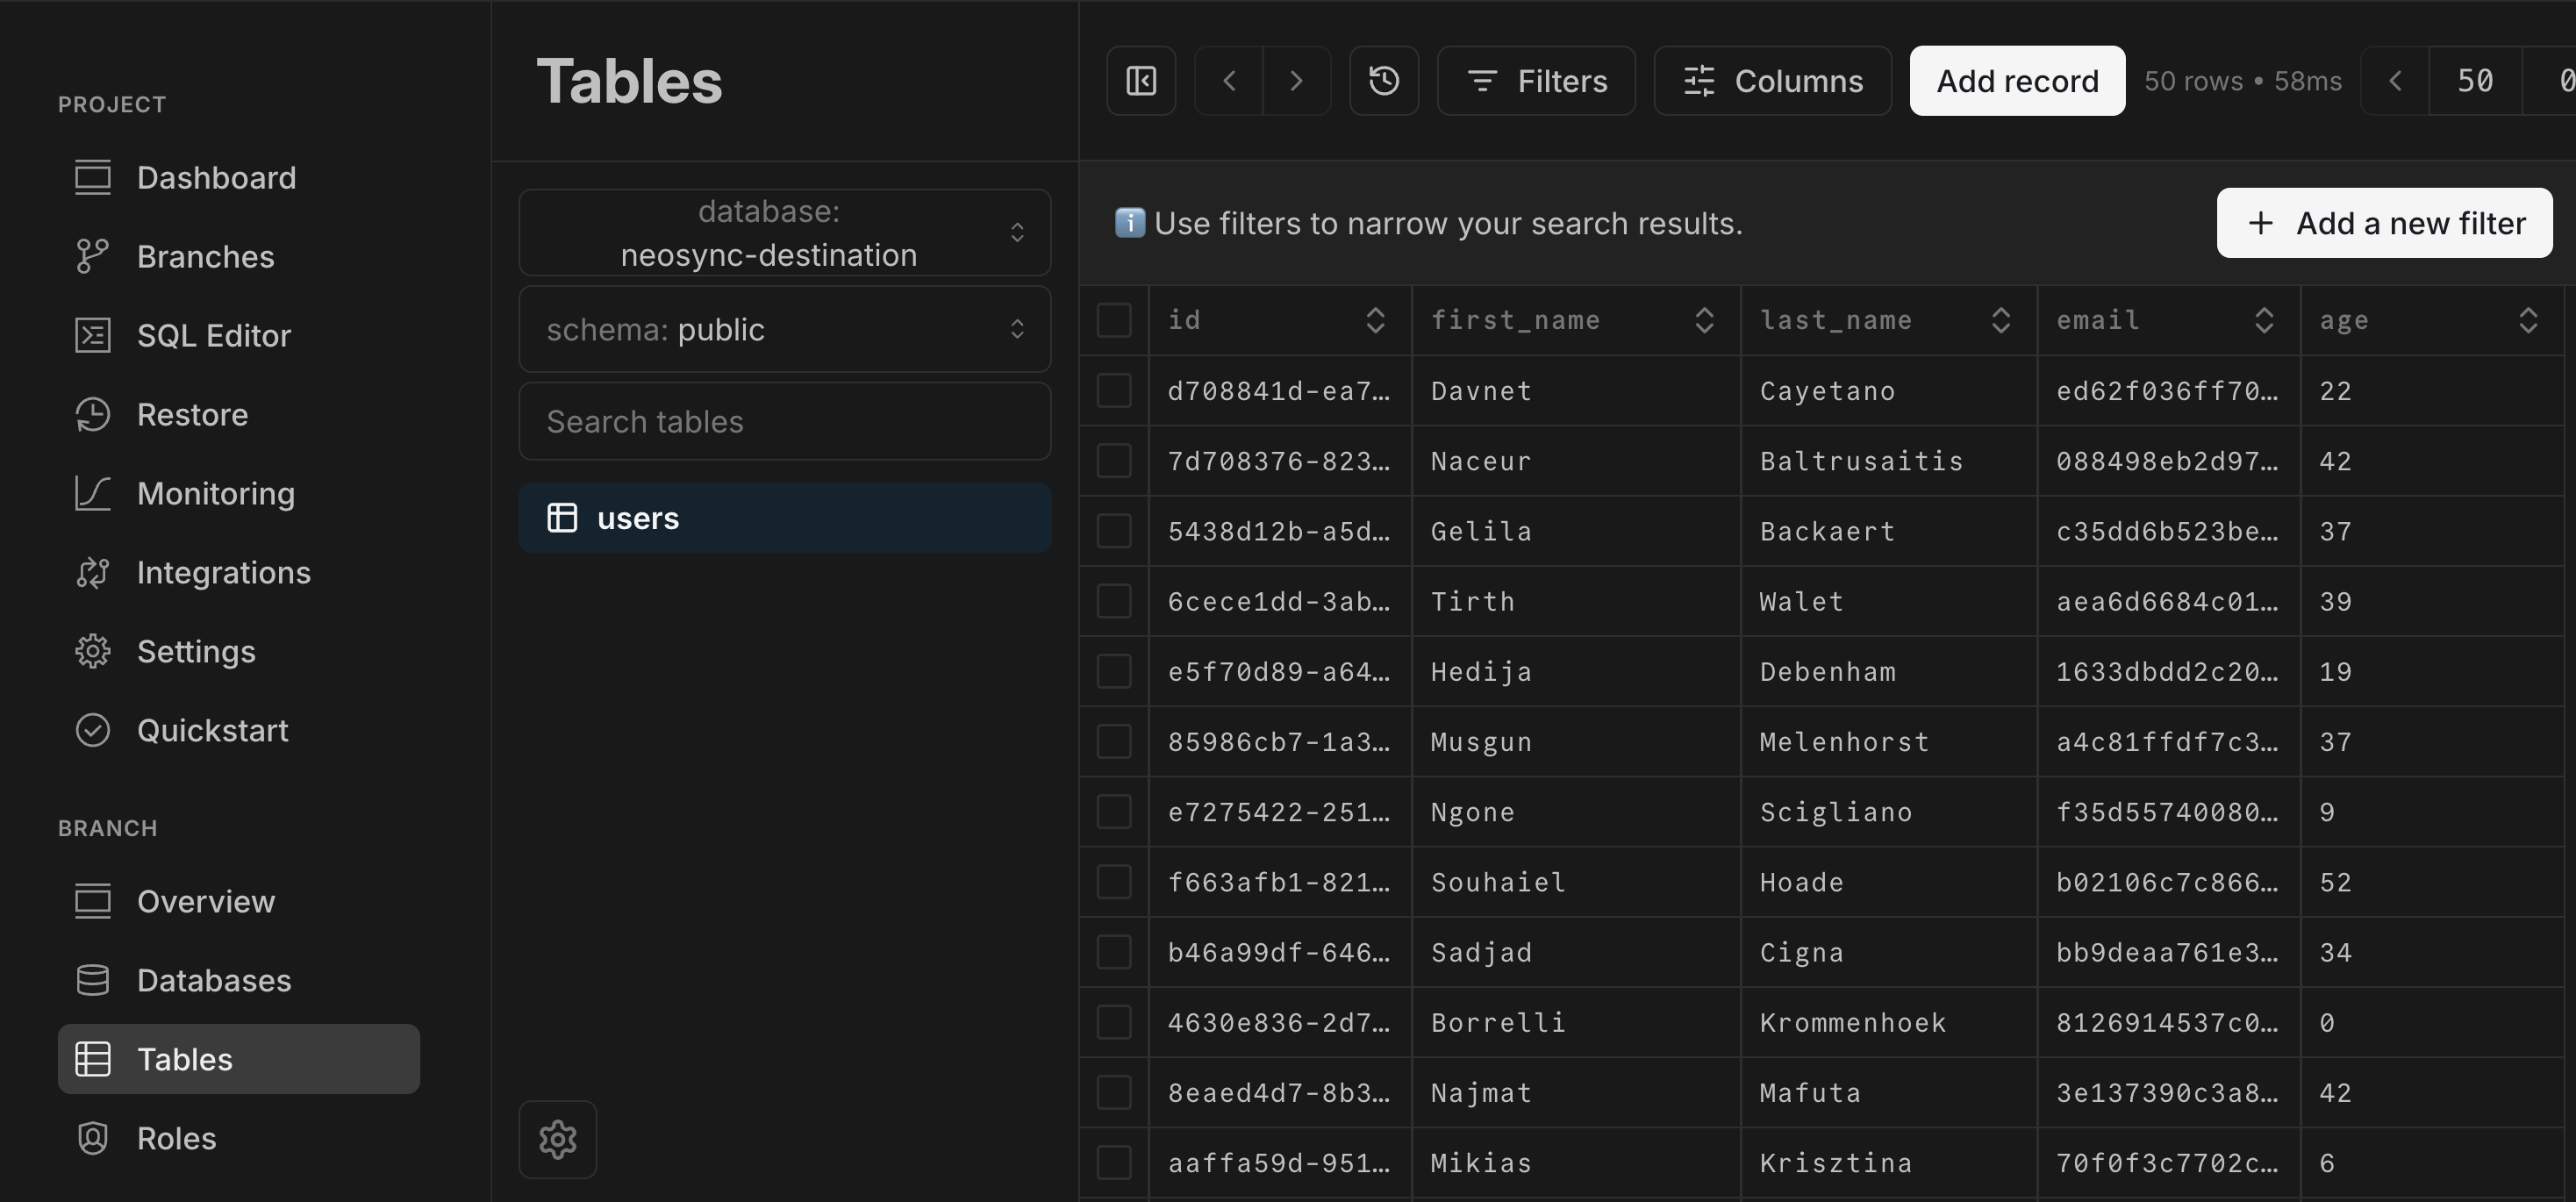 PROJECT
Dashboard
Branches
SQL Editor
Restore
Monitoring
Integrations
Settings
Quickstart
BRANCH
Overview
Databases
Tables
Roles
Tables
database:
neosync-destination
schema: public
Search tables
users
Filters
Columns
Add record
50 rows • 58ms
50
0
Use filters to narrow your search results.
+ Add a new filter
id first_name last_name email age
d708841d-ea7… Davnet Cayetano ed62f036ff70… 22
7d708376-823… Naceur Baltrusaitis 088498eb2d97… 42
5438d12b-a5d… Gelila Backaert c35dd6b523be… 37
6cece1dd-3ab… Tirth Walet aea6d6684c01… 39
e5f70d89-a64… Hedija Debenham 1633dbdd2c20… 19
85986cb7-1a3… Musgun Melenhorst a4c81ffdf7c3… 37
e7275422-251… Ngone Scigliano f35d55740080… 9
f663afb1-821… Souhaiel Hoade b02106c7c866… 52
b46a99df-646… Sadjad Cigna bb9deaa761e3… 34
4630e836-2d7… Borrelli Krommenhoek 8126914537c0… 0
8eaed4d7-8b3… Najmat Mafuta 3e137390c3a8… 42
aaffa59d-951… Mikias Krisztina 70f0f3c7702c… 6